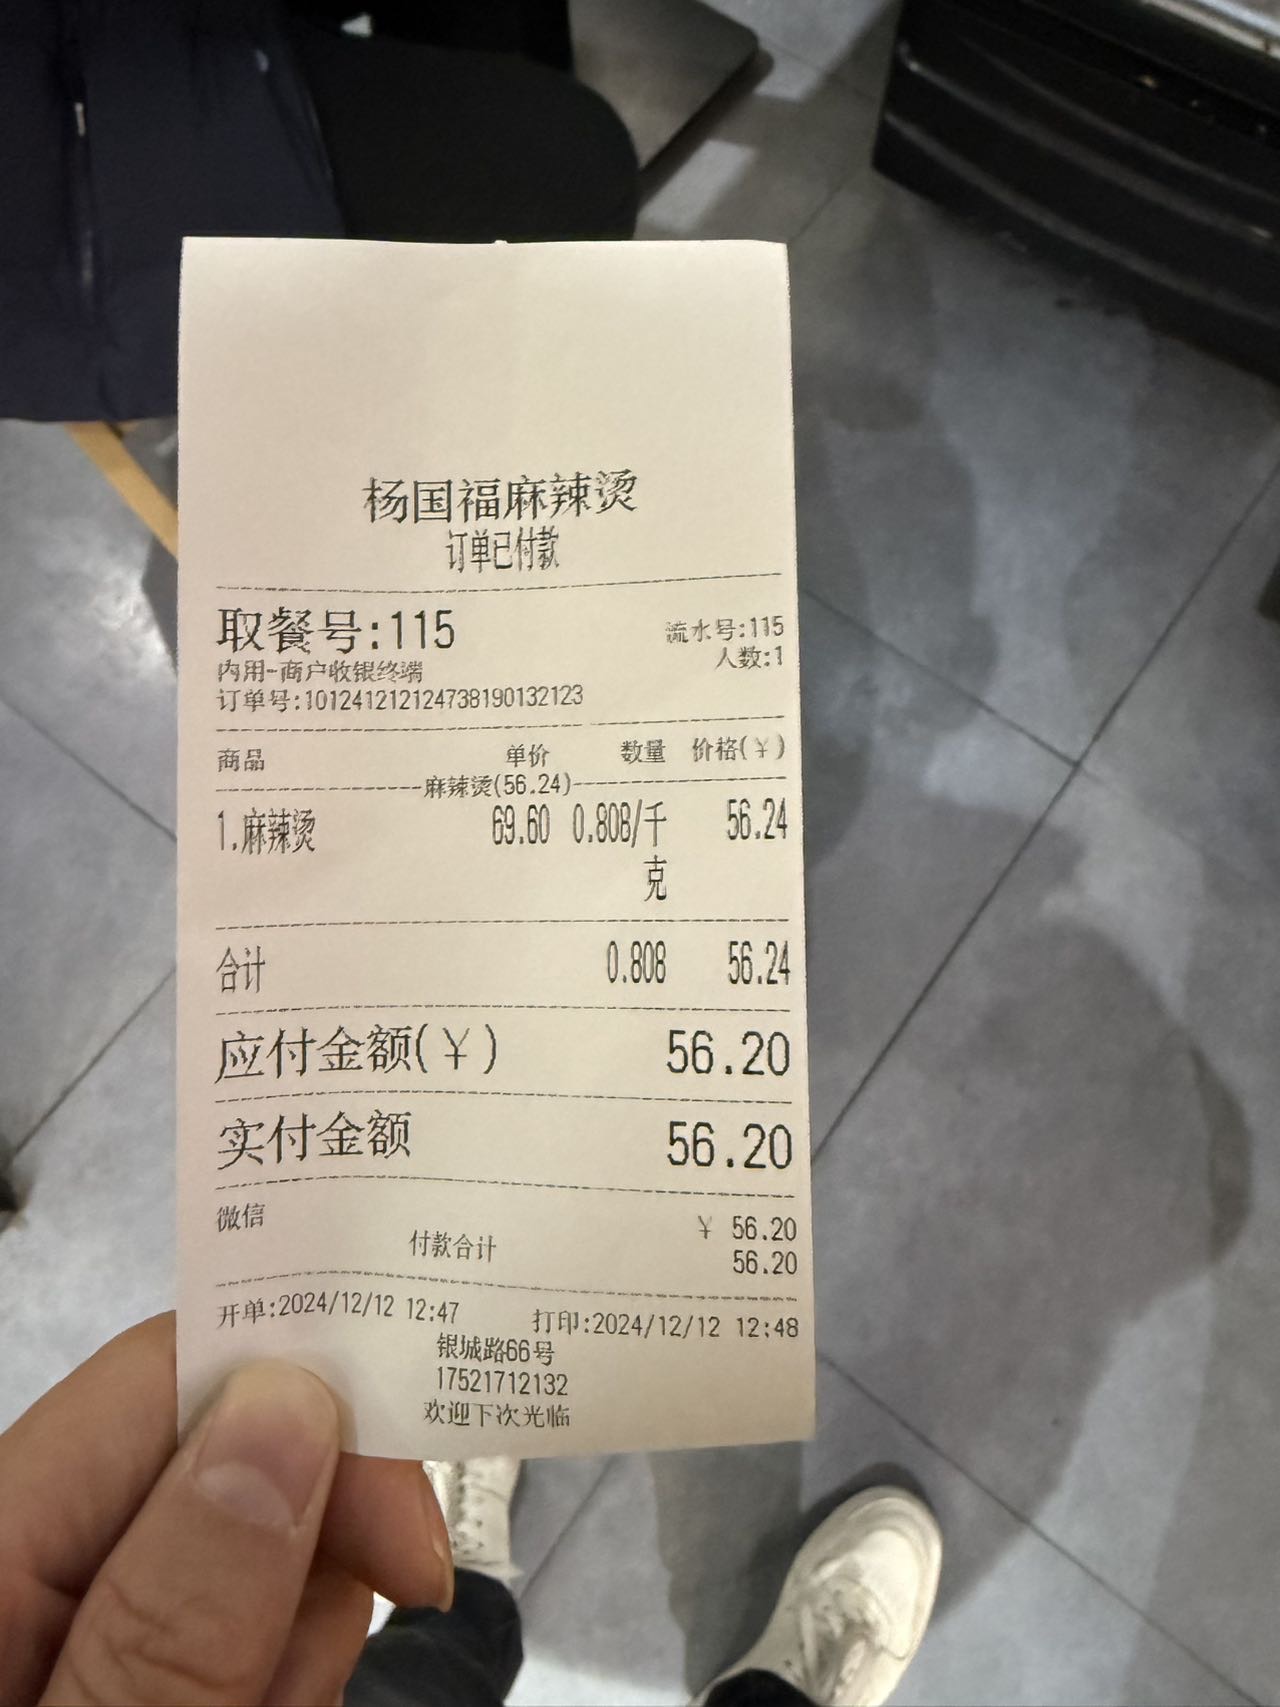 杨国福麻辣烫
订单已付款
取餐号:115 流水号:115
内用-商户收银终端 人数:1
订单号:101241212124738190132123
商品 单价 数量 价格(¥)
麻辣烫(56.24)
1.麻辣烫 69.60 0.808/千 56.24
克
合计 0.808 56.24
应付金额(¥) 56.20
实付金额 56.20
微信 ¥ 56.20
付款合计 56.20
开单:2024/12/12 12:47 打印:2024/12/12 12:48
银城路66号
17521712132
欢迎下次光临